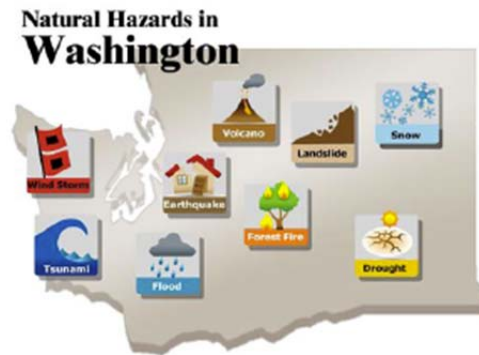 Natural Hazards in
Washington
Volcano
Landslide
Snow
Wind Storm
Earthquake
Forest Fire
Tsunami
Flood
Drought